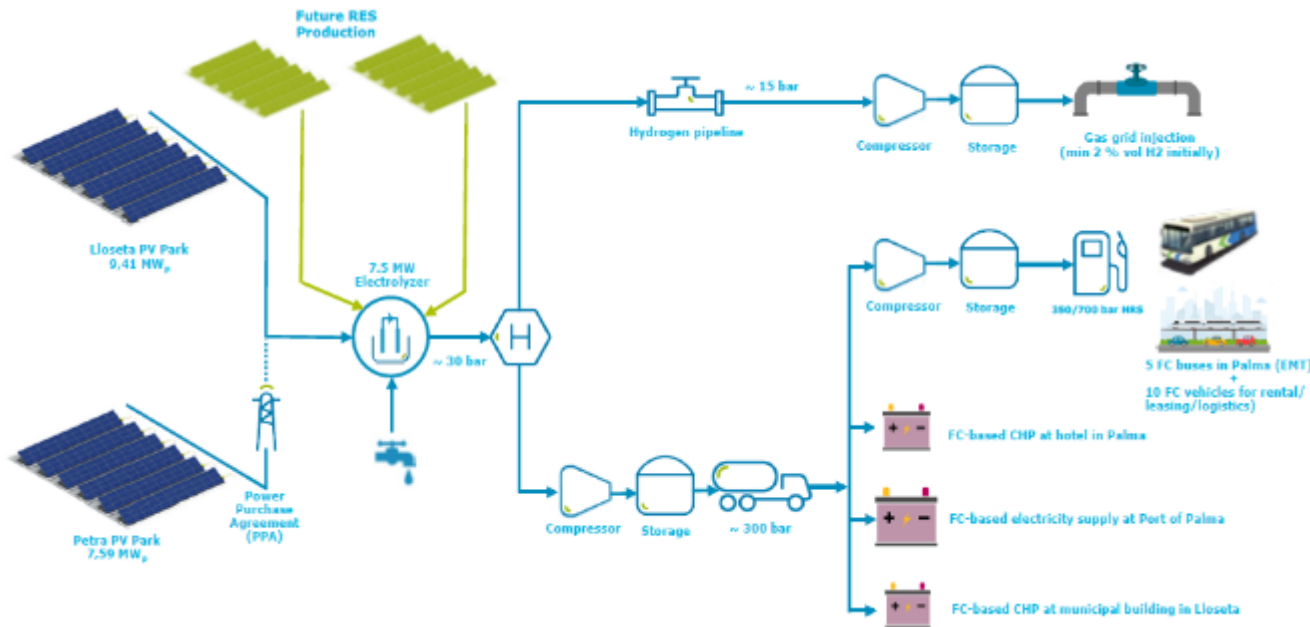 Future RES
Production
~ 15 bar
Hydrogen pipeline
Compressor
Storage
Gas grid injection
(min 2 % vol H2 initially)
Lloseta PV Park
9,41 MWp
7.5 MW
Electrolyzer
~ 30 bar
H
Compressor
Storage
350/700 bar HRS
5 FC buses in Palma (EMT)
+
10 FC vehicles for rental/
leasing/logistics)
FC-based CHP at hotel in Palma
Power
Purchase
Agreement
(PPA)
Petra PV Park
7,59 MWp
Compressor
Storage
~ 300 bar
FC-based electricity supply at Port of Palma
FC-based CHP at municipal building in Lloseta